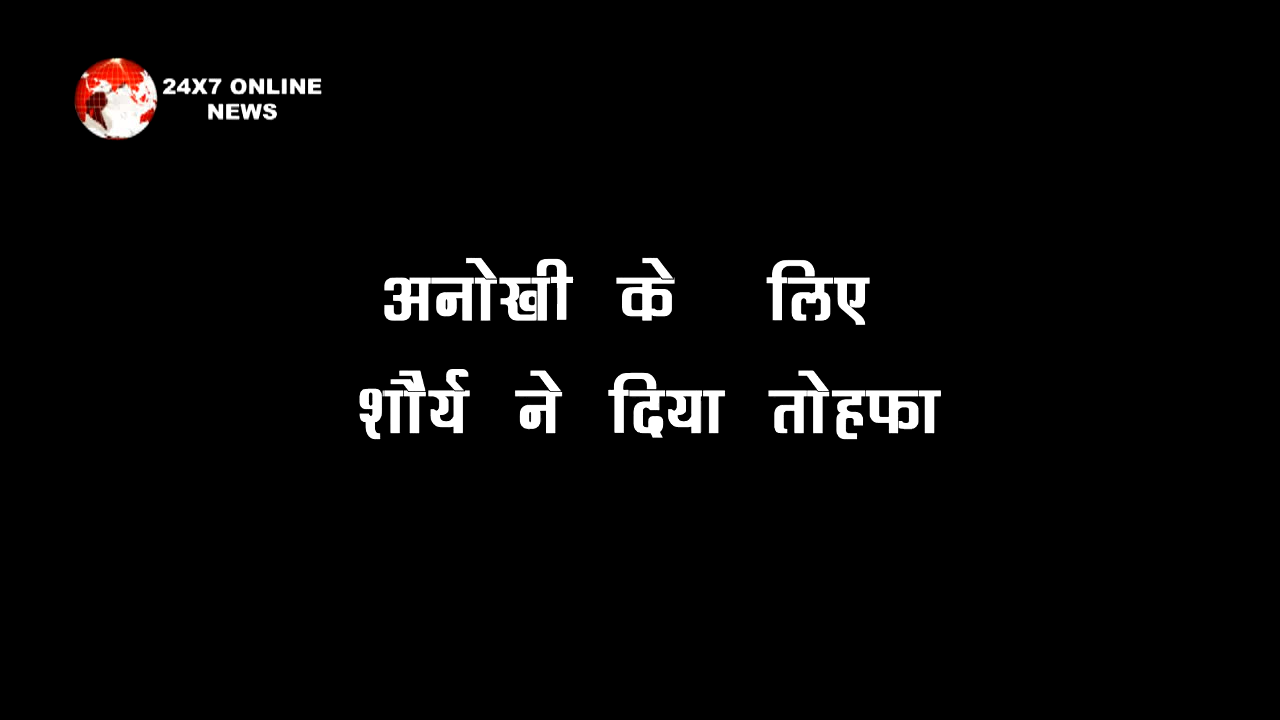 24X7 ONLINE
NEWS
अनोखी के लिए
शौर्य ने दिया तोहफा